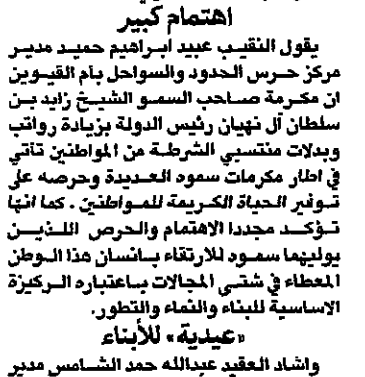 اهتمام كبير
يقول النقيب عبيد ابراهيم حميد مدير
مركز حرس الحدود والسواحل بام القيوين
ان مكرمة صاحب السمو الشيخ زايد بن
سلطان آل نهيان رئيس الدولة بزيادة رواتب
وبدلات منتسبي الشرطة من المواطنين تأتي
في اطار مكرمات سموه العديدة وحرصه على
توفير الحياة الكريمة للمواطنين . كما انها
تؤكد مجددا الاهتمام والحرص اللذين
يوليهما سموه للارتقاء بانسان هذا الوطن
المعطاء في شتى المجالات باعتباره الركيزة
الاساسية للبناء والنماء والتطور.
«عيدية» للأبناء
واشاد العقيد عبدالله حمد الشامس مدير